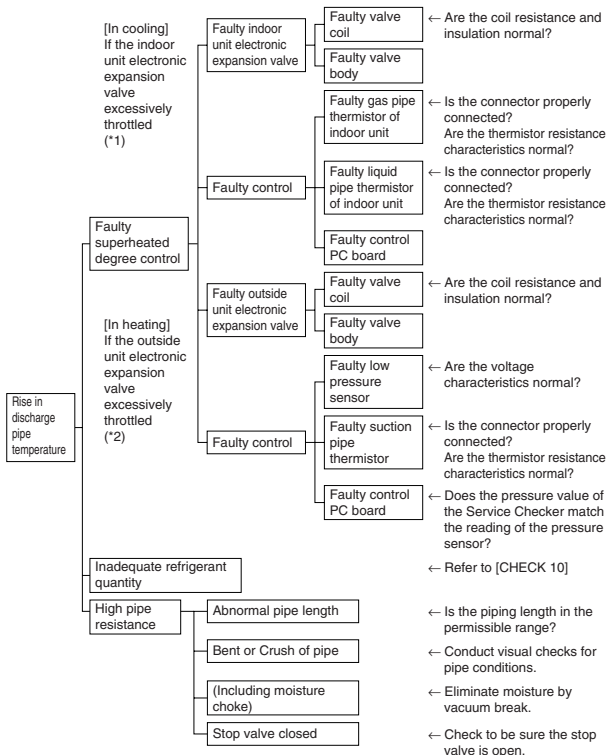 Rise in
discharge
pipe
temperature
Faulty
superheated
degree control
[In cooling]
If the indoor
unit electronic
expansion
valve
excessively
throttled
(*1)
Faulty indoor
unit electronic
expansion valve
Faulty valve
coil
← Are the coil resistance and
insulation normal?
Faulty valve
body
Faulty control
Faulty gas pipe
thermistor of
indoor unit
← Is the connector properly
connected?
Are the thermistor resistance
characteristics normal?
Faulty liquid
pipe thermistor
of indoor unit
← Is the connector properly
connected?
Are the thermistor resistance
characteristics normal?
Faulty control
PC board
[In heating]
If the outside
unit electronic
expansion
valve
excessively
throttled
(*2)
Faulty outside
unit electronic
expansion valve
Faulty valve
coil
← Are the coil resistance and
insulation normal?
Faulty valve
body
Faulty control
Faulty low
pressure
sensor
← Are the voltage
characteristics normal?
Faulty suction
pipe
thermistor
← Is the connector properly
connected?
Are the thermistor resistance
characteristics normal?
Faulty control
PC board
← Does the pressure value of
the Service Checker match
the reading of the pressure
sensor?
Inadequate refrigerant
quantity
← Refer to [CHECK 10]
High pipe
resistance
Abnormal pipe length
← Is the piping length in the
permissible range?
Bent or Crush of pipe
← Conduct visual checks for
pipe conditions.
(Including moisture
choke)
← Eliminate moisture by
vacuum break.
Stop valve closed
← Check to be sure the stop
valve is open.